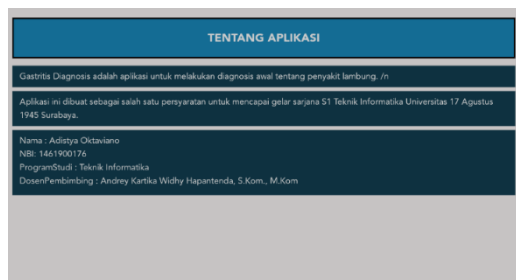 TENTANG APLIKASI
Gastritis Diagnosis adalah aplikasi untuk melakukan diagnosis awal tentang penyakit lambung. /n
Aplikasi ini dibuat sebagai salah satu persyaratan untuk mencapai gelar sarjana S1 Teknik Informatika Universitas 17 Agustus
1945 Surabaya.
Nama : Adistya Oktaviano
NBI: 1461900176
ProgramStudi : Teknik Informatika
DosenPembimbing : Andrey Kartika Widhy Hapantenda, S.Kom., M.Kom